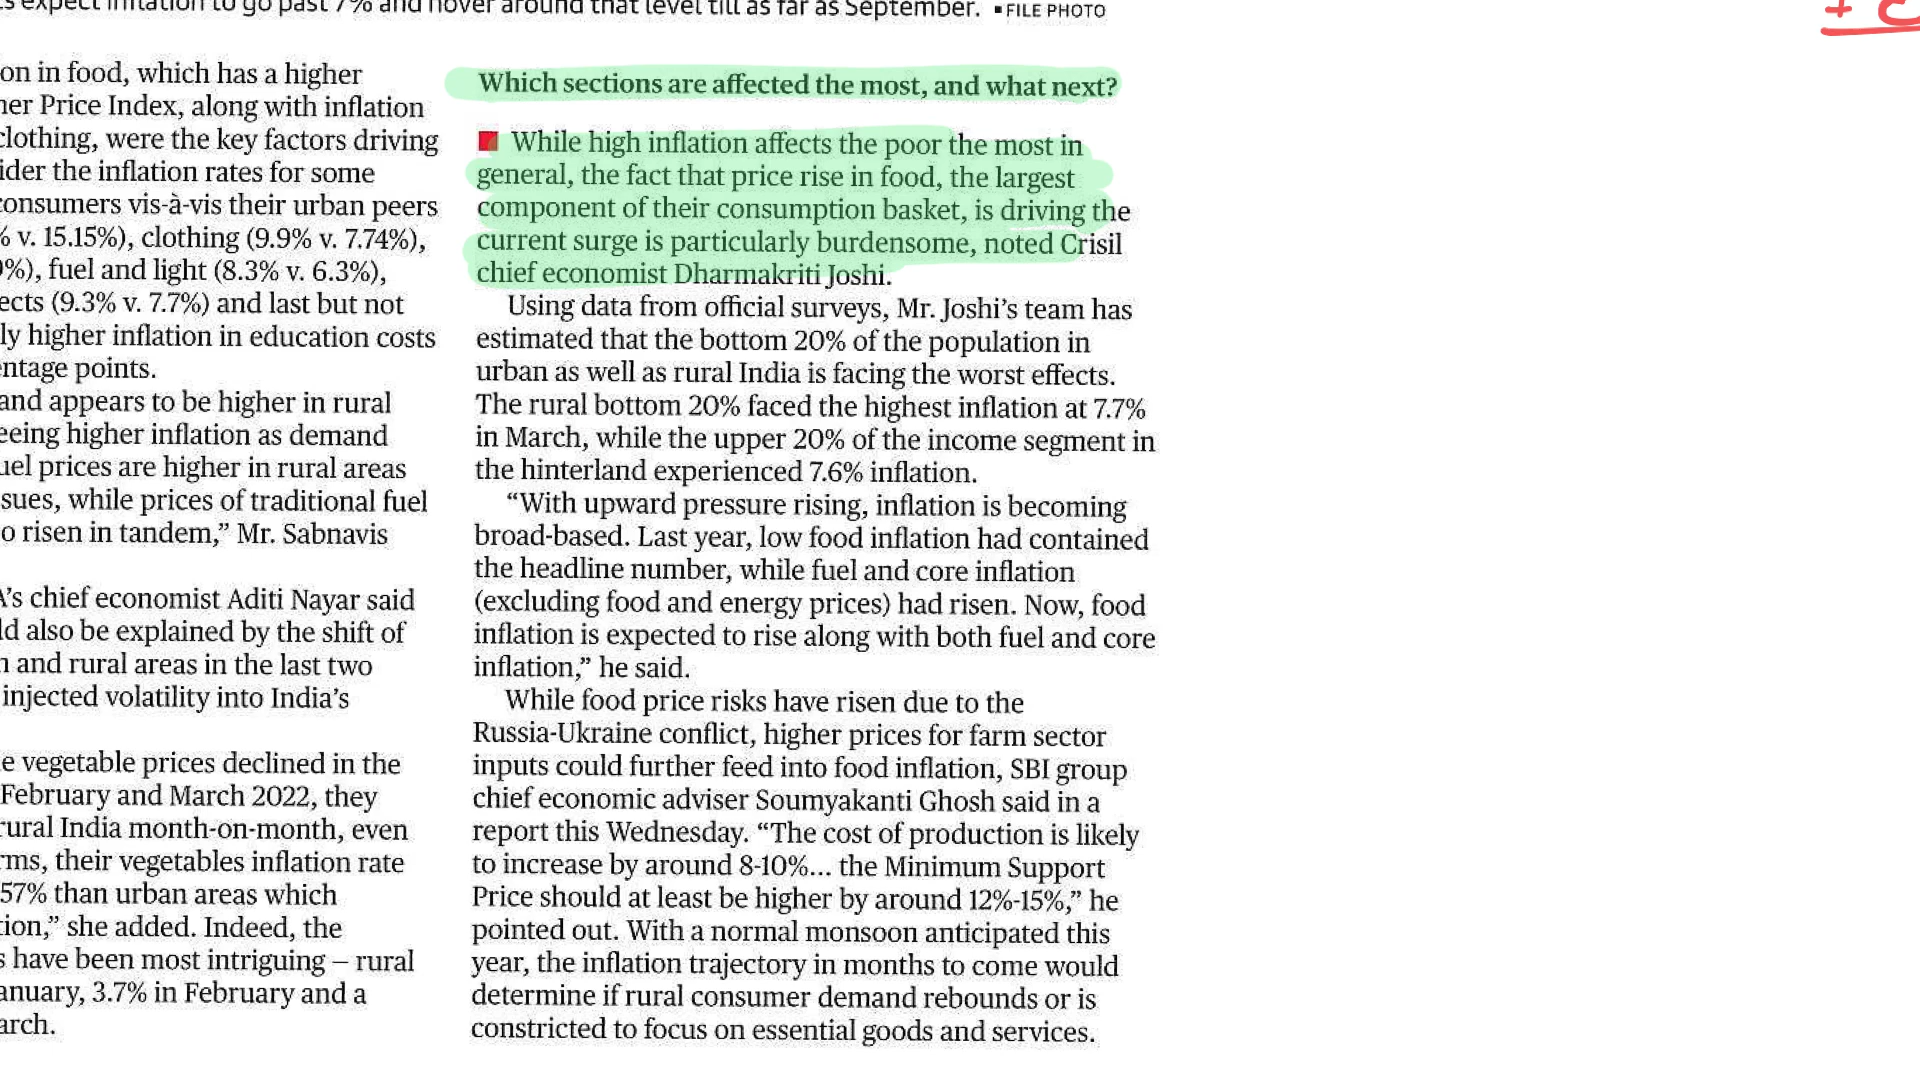 expect inflation to go past 7% and hover around that level till as far as September. ▪ FILE PHOTO
on in food, which has a higher
er Price Index, along with inflation
clothing, were the key factors driving
ider the inflation rates for some
consumers vis-à-vis their urban peers
% v. 15.15%), clothing (9.9% v. 7.74%),
%), fuel and light (8.3% v. 6.3%),
ects (9.3% v. 7.7%) and last but not
ly higher inflation in education costs
entage points.
and appears to be higher in rural
eeing higher inflation as demand
uel prices are higher in rural areas
sues, while prices of traditional fuel
o risen in tandem,” Mr. Sabnavis
A’s chief economist Aditi Nayar said
ld also be explained by the shift of
n and rural areas in the last two
injected volatility into India’s
e vegetable prices declined in the
February and March 2022, they
rural India month-on-month, even
rms, their vegetables inflation rate
57% than urban areas which
tion,” she added. Indeed, the
s have been most intriguing – rural
anuary, 3.7% in February and a
arch.
Which sections are affected the most, and what next?
While high inflation affects the poor the most in
general, the fact that price rise in food, the largest
component of their consumption basket, is driving the
current surge is particularly burdensome, noted Crisil
chief economist Dharmakriti Joshi.
Using data from official surveys, Mr. Joshi’s team has
estimated that the bottom 20% of the population in
urban as well as rural India is facing the worst effects.
The rural bottom 20% faced the highest inflation at 7.7%
in March, while the upper 20% of the income segment in
the hinterland experienced 7.6% inflation.
“With upward pressure rising, inflation is becoming
broad-based. Last year, low food inflation had contained
the headline number, while fuel and core inflation
(excluding food and energy prices) had risen. Now, food
inflation is expected to rise along with both fuel and core
inflation,” he said.
While food price risks have risen due to the
Russia-Ukraine conflict, higher prices for farm sector
inputs could further feed into food inflation, SBI group
chief economic adviser Soumyakanti Ghosh said in a
report this Wednesday. “The cost of production is likely
to increase by around 8-10%... the Minimum Support
Price should at least be higher by around 12%-15%,” he
pointed out. With a normal monsoon anticipated this
year, the inflation trajectory in months to come would
determine if rural consumer demand rebounds or is
constricted to focus on essential goods and services.